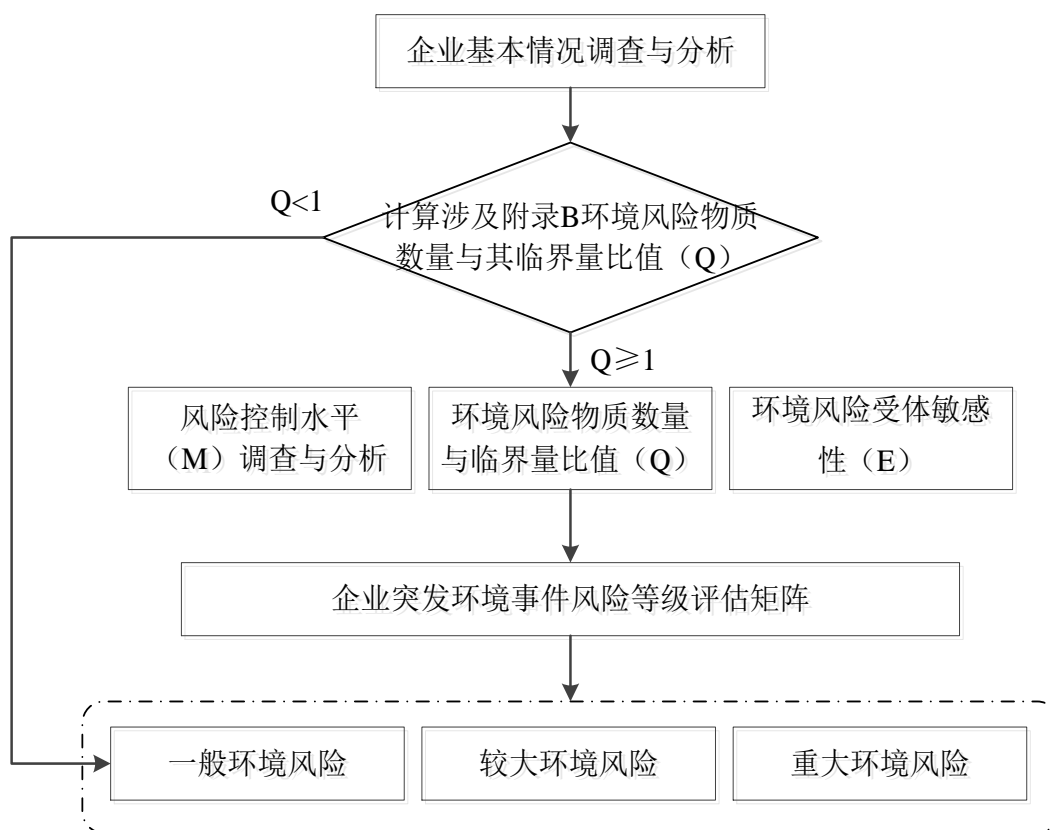 企业基本情况调查与分析
Q<1
计算涉及附录B环境风险物质
数量与其临界量比值（Q）
Q≥1
风险控制水平
（M）调查与分析
环境风险物质数量
与临界量比值（Q）
环境风险受体敏感
性（E）
企业突发环境事件风险等级评估矩阵
一般环境风险
较大环境风险
重大环境风险